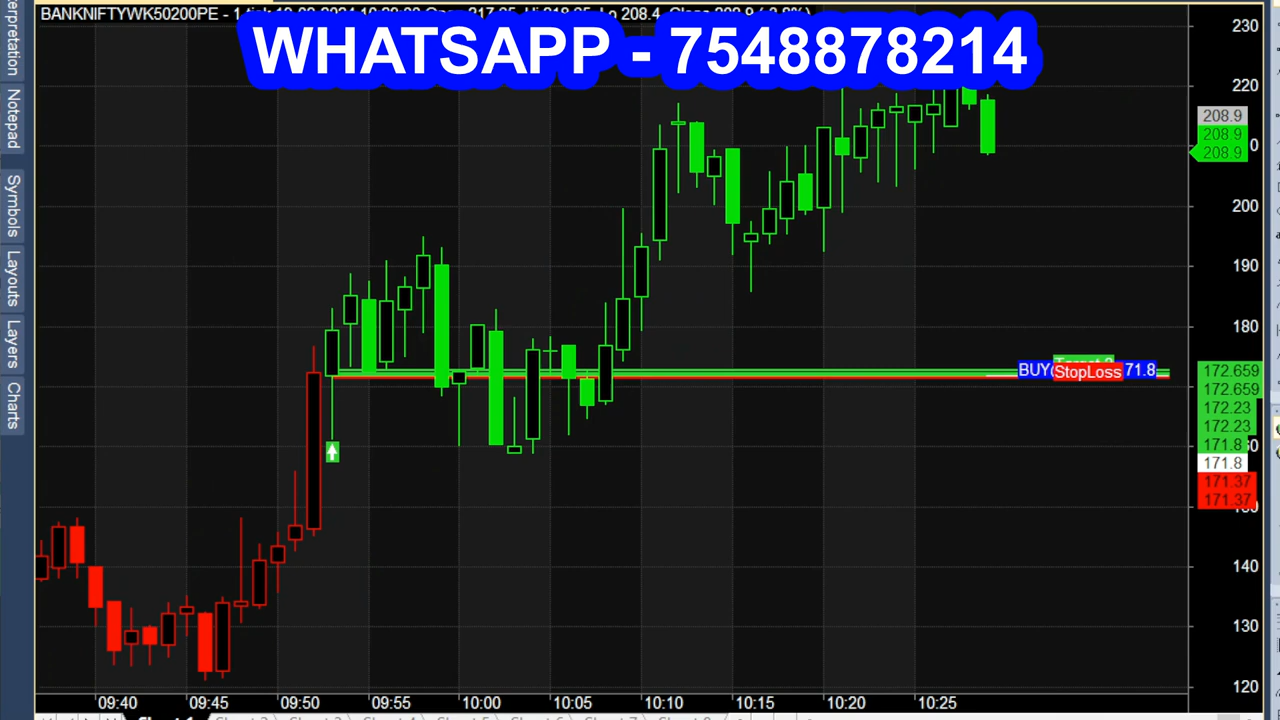 BANKNIFTYWK50200PE - 1
WHATSAPP - 7548878214
Notepad
Symbols
Layouts
Layers
Charts
230
220
208.9
208.9
208.9
200
190
180
BUY
StopLoss
71.8
172.659
172.659
172.23
172.23
171.8
171.8
171.37
171.37
140
130
120
09:40 09:45 09:50 09:55 10:00 10:05 10:10 10:15 10:20 10:25